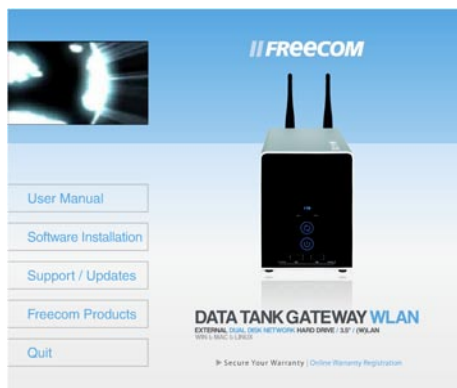 FREECOM
User Manual
Software Installation
Support / Updates
Freecom Products
Quit
DATA TANK GATEWAY WLAN
EXTERNAL DUAL DISK NETWORK HARD DRIVE / 3.5" / (W)LAN
WIN & MAC & LINUX
Secure Your Warranty | Online Warranty Registration